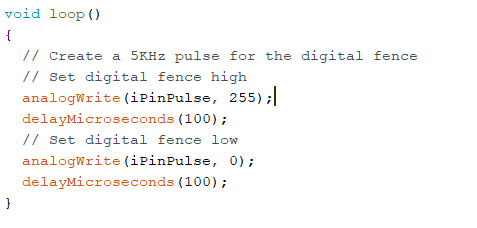 void loop()
{
  // Create a 5KHz pulse for the digital fence
  // Set digital fence high
  analogWrite(iPinPulse, 255);
  delayMicroseconds(100);
  // Set digital fence low
  analogWrite(iPinPulse, 0);
  delayMicroseconds(100);
}